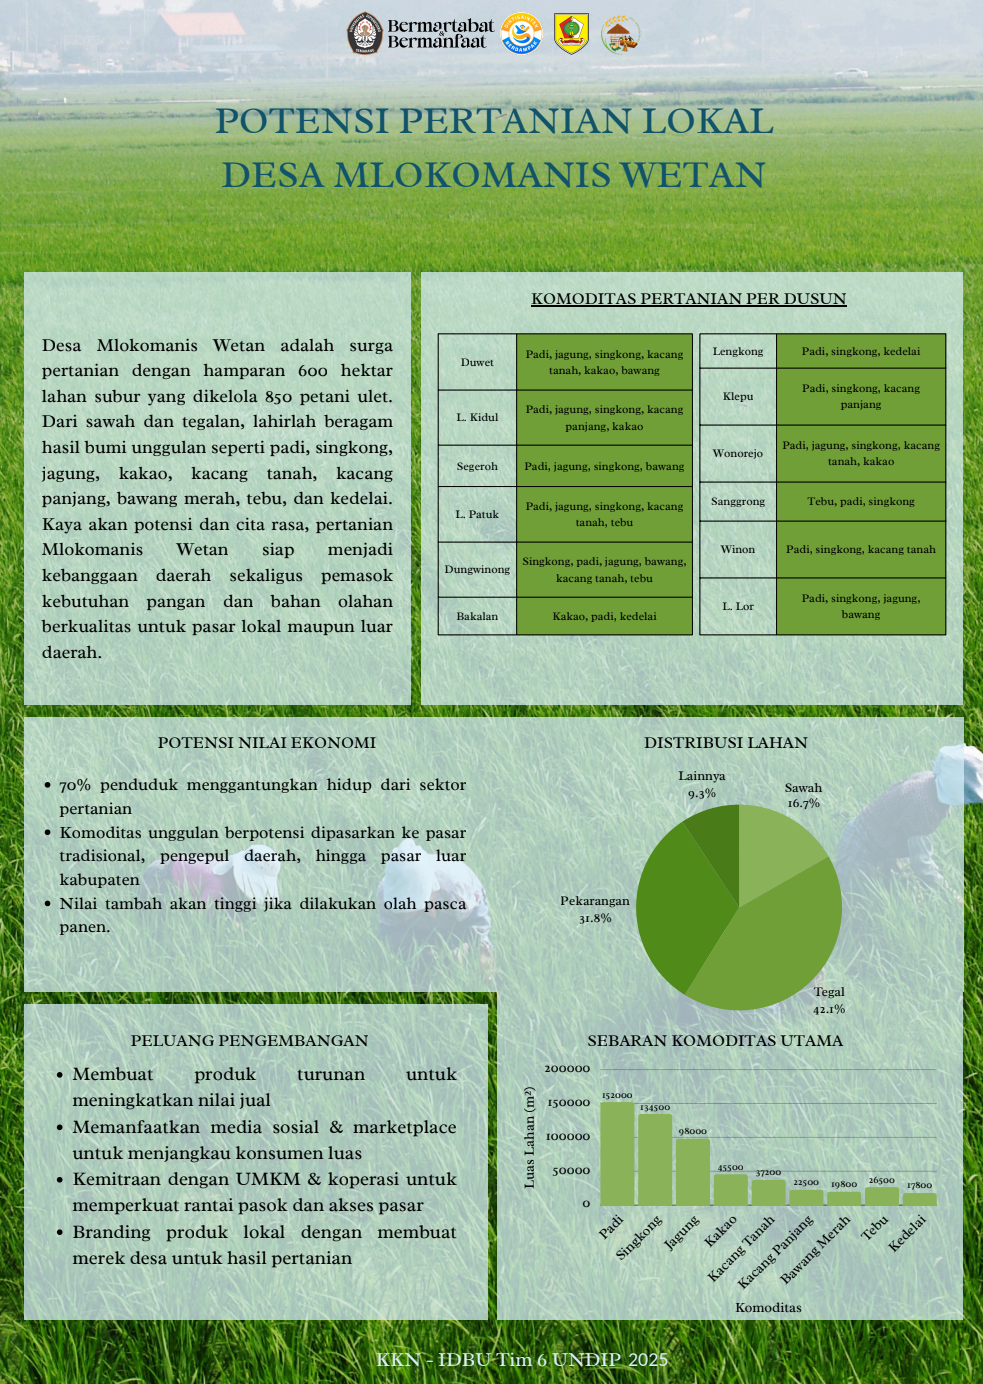 Bermartabat
&
Bermanfaat
POTENSI PERTANIAN LOKAL
DESA MLOKOMANIS WETAN
Desa Mlokomanis Wetan adalah surga
pertanian dengan hamparan 600 hektar
lahan subur yang dikelola 850 petani ulet.
Dari sawah dan tegalan, lahirlah beragam
hasil bumi unggulan seperti padi, singkong,
jagung, kakao, kacang tanah, kacang
panjang, bawang merah, tebu, dan kedelai.
Kaya akan potensi dan cita rasa, pertanian
Mlokomanis Wetan siap menjadi
kebanggaan daerah sekaligus pemasok
kebutuhan pangan dan bahan olahan
berkualitas untuk pasar lokal maupun luar
daerah.
KOMODITAS PERTANIAN PER DUSUN
Duwet
Padi, jagung, singkong, kacang
tanah, kakao, bawang
L. Kidul
Padi, jagung, singkong, kacang
panjang, kakao
Segeroh
Padi, jagung, singkong, bawang
L. Patuk
Padi, jagung, singkong, kacang
tanah, tebu
Dungwinong
Singkong, padi, jagung, bawang,
kacang tanah, tebu
Bakalan
Kakao, padi, kedelai
Lengkong
Padi, singkong, kedelai
Klepu
Padi, singkong, kacang
panjang
Wonorejo
Padi, jagung, singkong, kacang
tanah, kakao
Sanggrong
Tebu, padi, singkong
Winon
Padi, singkong, kacang tanah
L. Lor
Padi, singkong, jagung,
bawang
POTENSI NILAI EKONOMI
• 70% penduduk menggantungkan hidup dari sektor
pertanian
• Komoditas unggulan berpotensi dipasarkan ke pasar
tradisional, pengepul daerah, hingga pasar luar
kabupaten
• Nilai tambah akan tinggi jika dilakukan olah pasca
panen.
DISTRIBUSI LAHAN
Lainnya
9.3%
Sawah
16.7%
Pekarangan
31.8%
Tegal
42.1%
PELUANG PENGEMBANGAN
• Membuat produk turunan untuk
meningkatkan nilai jual
• Memanfaatkan media sosial & marketplace
untuk menjangkau konsumen luas
• Kemitraan dengan UMKM & koperasi untuk
memperkuat rantai pasok dan akses pasar
• Branding produk lokal dengan membuat
merek desa untuk hasil pertanian
SEBARAN KOMODITAS UTAMA
Luas Lahan (m²)
200000
150000
100000
50000
0
152000
134500
98000
45500
37200
22500
19800
26500
17800
Padi
Singkong
Jagung
Kakao
Kacang Tanah
Kacang Panjang
Bawang Merah
Tebu
Kedelai
Komoditas
KKN - IDBU Tim 6 UNDIP 2025